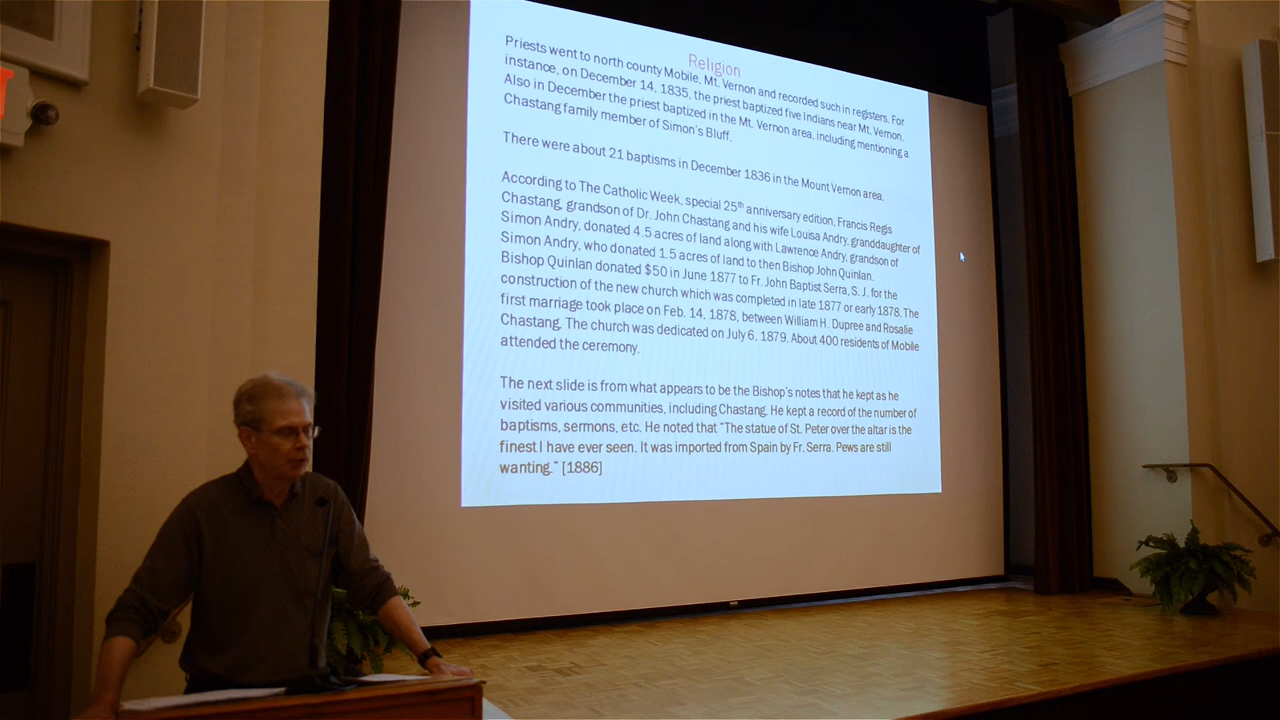 Religion
Priests went to north county Mobile, Mt. Vernon and recorded such in registers. For
instance, on December 14, 1835, the priest baptized five Indians near Mt. Vernon.
Also in December the priest baptized in the Mt. Vernon area, including mentioning a
Chastang family member of Simon's Bluff.
There were about 21 baptisms in December 1836 in the Mount Vernon area.
According to The Catholic Week, special 25th anniversary edition, Francis Regis
Chastang, grandson of Dr. John Chastang and his wife Louisa Andry, granddaughter of
Simon Andry, donated 4.5 acres of land along with Lawrence Andry, grandson of
Simon Andry, who donated 1.5 acres of land to then Bishop John Quinlan.
Bishop Quinlan donated $50 in June 1877 to Fr. John Baptist Serra, S. J. for the
construction of the new church which was completed in late 1877 or early 1878. The
first marriage took place on Feb. 14, 1878, between William H. Dupree and Rosalie
Chastang. The church was dedicated on July 6, 1879. About 400 residents of Mobile
attended the ceremony.
The next slide is from what appears to be the Bishop's notes that he kept as he
visited various communities, including Chastang. He kept a record of the number of
baptisms, sermons, etc. He noted that "The statue of St. Peter over the altar is the
finest I have ever seen. It was imported from Spain by Fr. Serra. Pews are still
wanting." [1886]